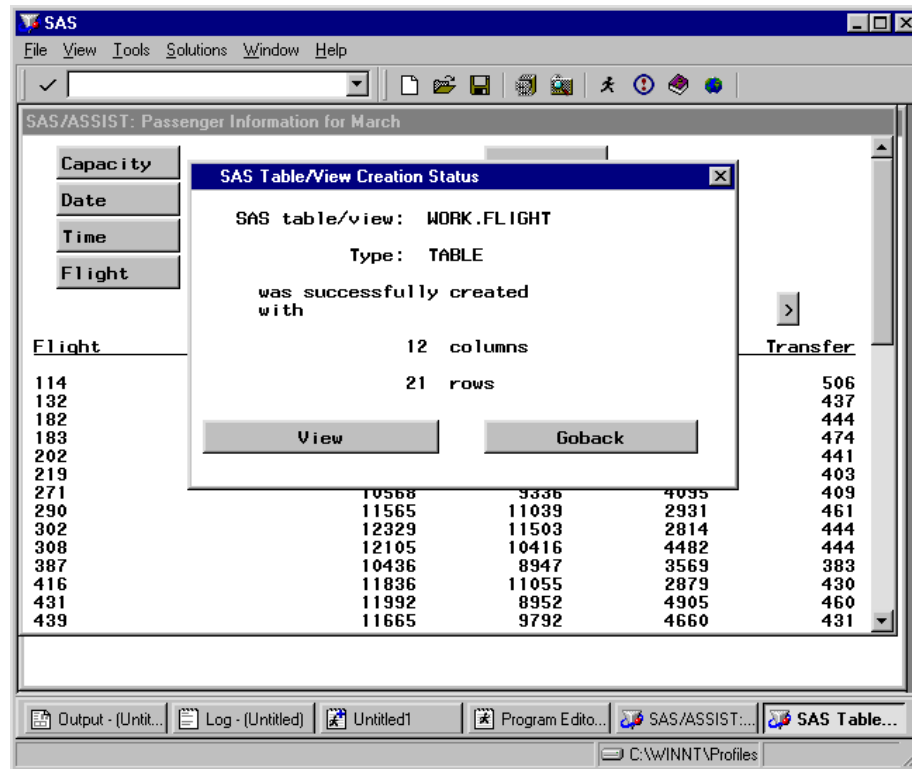 SAS
File View Tools Solutions Window Help
SAS/ASSIST: Passenger Information for March
Capacity
Date
Time
Flight
SAS Table/View Creation Status
SAS table/view: WORK.FLIGHT
Type: TABLE
was successfully created
with
12 columns
21 rows
View Goback
>
Flight Transfer
114 506
132 437
182 444
183 474
202 441
219 403
271 10568 9336 4095 409
290 11565 11039 2931 461
302 12329 11503 2814 444
308 12105 10416 4482 444
387 10436 8947 3569 383
416 11836 11055 2879 430
431 11992 8952 4905 460
439 11665 9792 4660 431
Output - (Untit... Log - (Untitled) Untitled1 Program Edito... SAS/ASSIST:... SAS Table...
C:\WINNT\Profiles